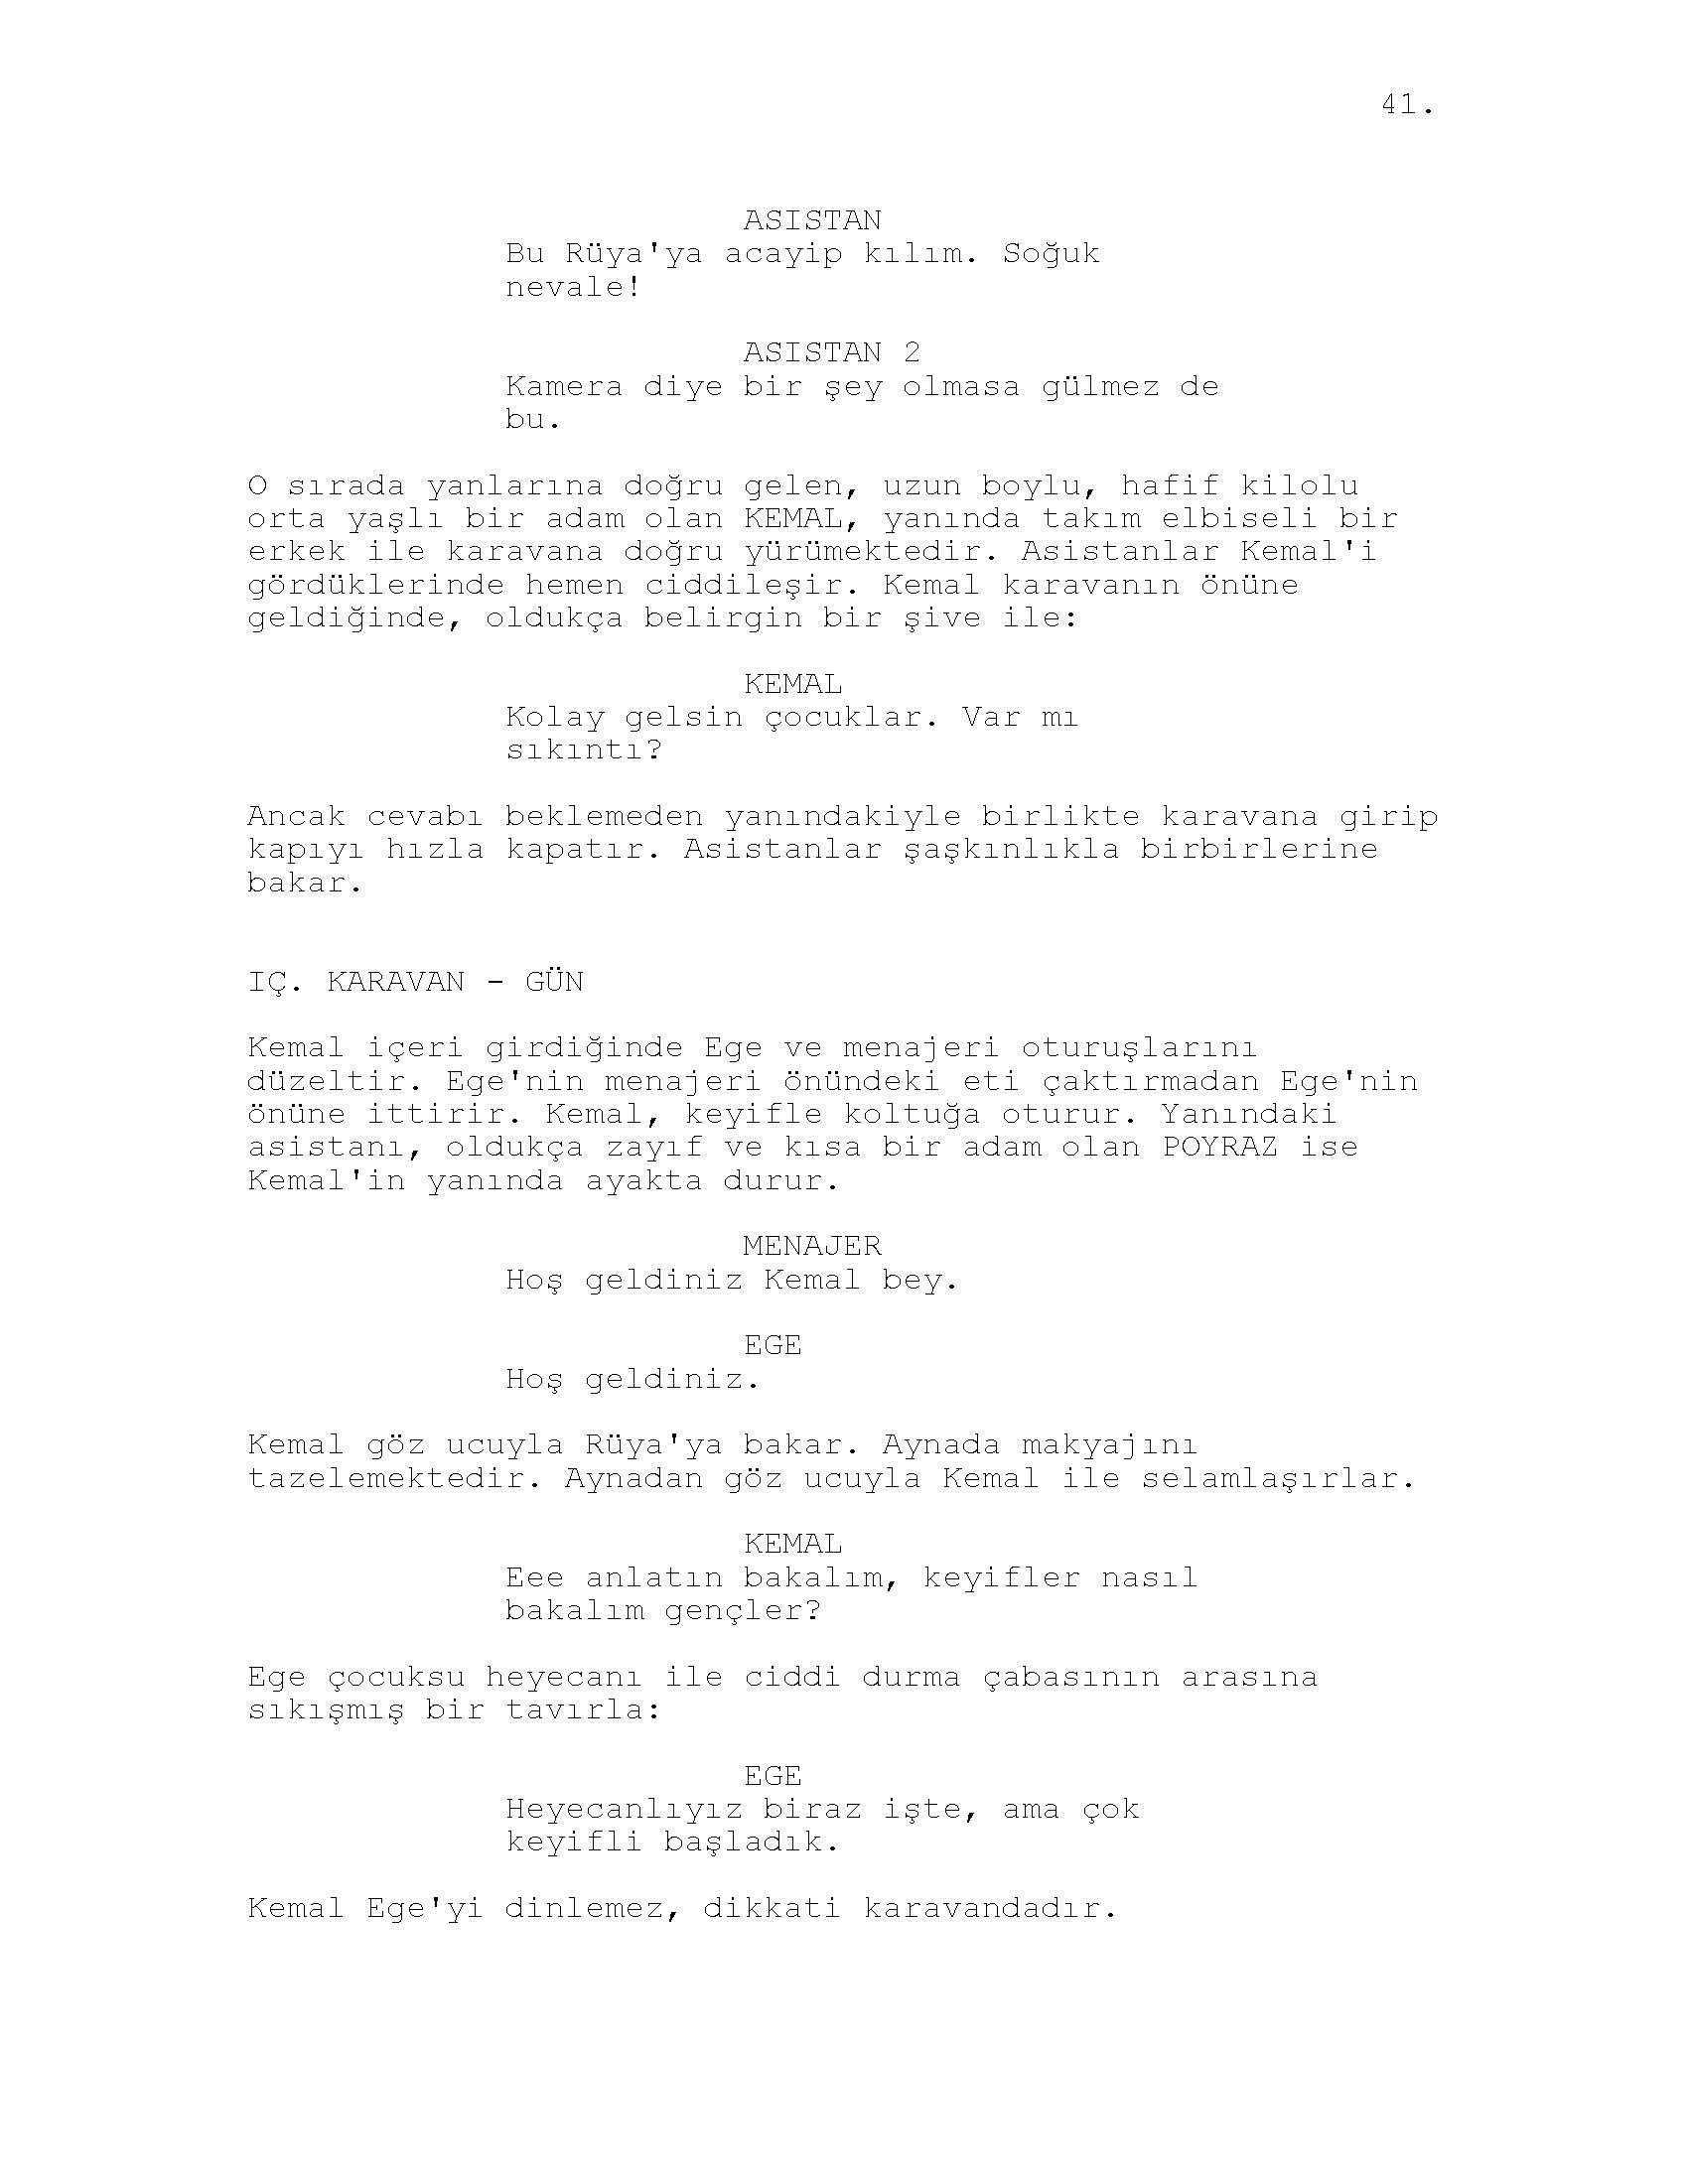 41.
ASISTAN
Bu Rüya'ya acayip kılım. Soğuk
nevale!
ASISTAN 2
Kamera diye bir şey olmasa gülmez de
bu.
O sırada yanlarına doğru gelen, uzun boylu, hafif kilolu
orta yaşlı bir adam olan KEMAL, yanında takım elbiseli bir
erkek ile karavana doğru yürümektedir. Asistanlar Kemal'i
gördüklerinde hemen ciddileşir. Kemal karavanın önüne
geldiğinde, oldukça belirgin bir şive ile:
KEMAL
Kolay gelsin çocuklar. Var mı
sıkıntı?
Ancak cevabı beklemeden yanındakiyle birlikte karavana girip
kapıyı hızla kapatır. Asistanlar şaşkınlıkla birbirlerine
bakar.
IÇ. KARAVAN - GÜN
Kemal içeri girdiğinde Ege ve menajeri oturuşlarını
düzeltir. Ege'nin menajeri önündeki eti çaktırmadan Ege'nin
önüne ittirir. Kemal, keyifle koltuğa oturur. Yanındaki
asistanı, oldukça zayıf ve kısa bir adam olan POYRAZ ise
Kemal'in yanında ayakta durur.
MENAJER
Hoş geldiniz Kemal bey.
EGE
Hoş geldiniz.
Kemal göz ucuyla Rüya'ya bakar. Aynada makyajını
tazelemektedir. Aynadan göz ucuyla Kemal ile selamlaşırlar.
KEMAL
Eee anlatın bakalım, keyifler nasıl
bakalım gençler?
Ege çocuksu heyecanı ile ciddi durma çabasının arasına
sıkışmış bir tavırla:
EGE
Heyecanlıyız biraz işte, ama çok
keyifli başladık.
Kemal Ege'yi dinlemez, dikkati karavandadır.